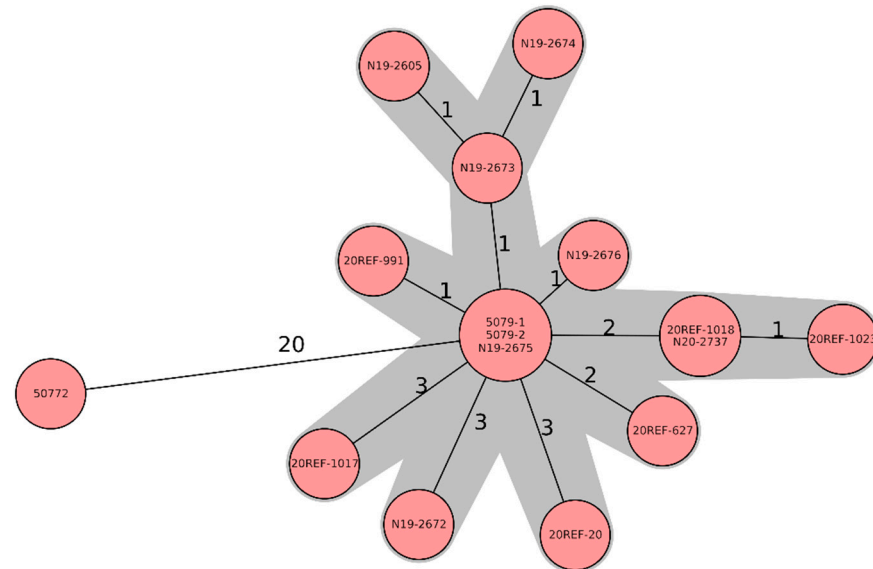 N19-2674
N19-2605
1
1
N19-2673
1
N19-2676
20REF-991
1
1
5079-1
5079-2
N19-2675
2
20REF-1018
N20-2737
1
20REF-1023
20
50772
3
2
3
3
20REF-627
20REF-1017
N19-2672
20REF-20